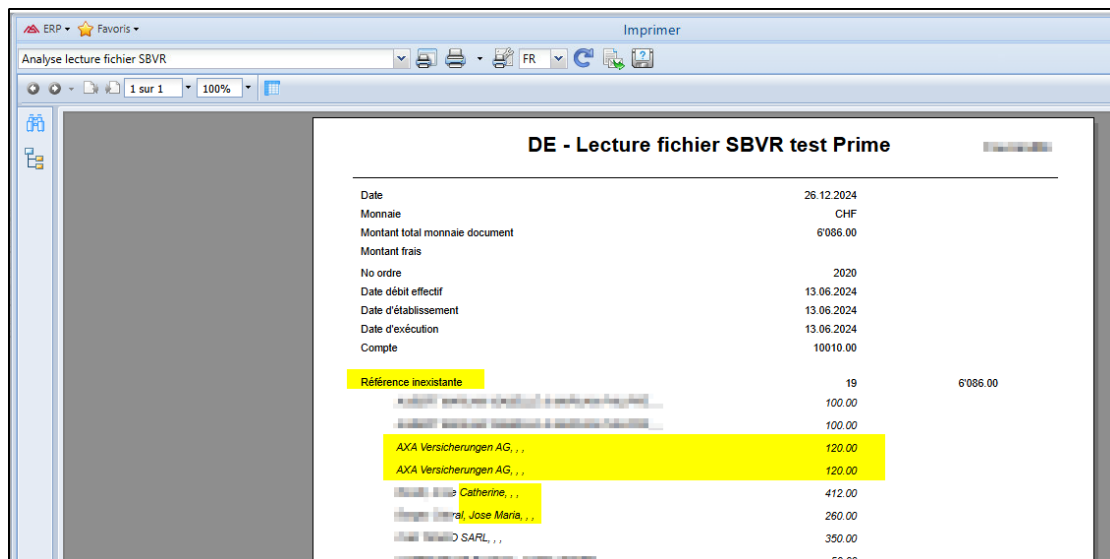 ERP Favoris Imprimer
Analyse lecture fichier SBVR FR
1 sur 1 100%
DE - Lecture fichier SBVR test Prime
Date 26.12.2024
Monnaie CHF
Montant total monnaie document 6'086.00
Montant frais
No ordre 2020
Date débit effectif 13.06.2024
Date d'établissement 13.06.2024
Date d'exécution 13.06.2024
Compte 10010.00
Référence inexistante 19 6'086.00
100.00
100.00
AXA Versicherungen AG, , , 120.00
AXA Versicherungen AG, , , 120.00
Catherine, , , 412.00
Jose Maria, , , 260.00
SARL, , , 350.00